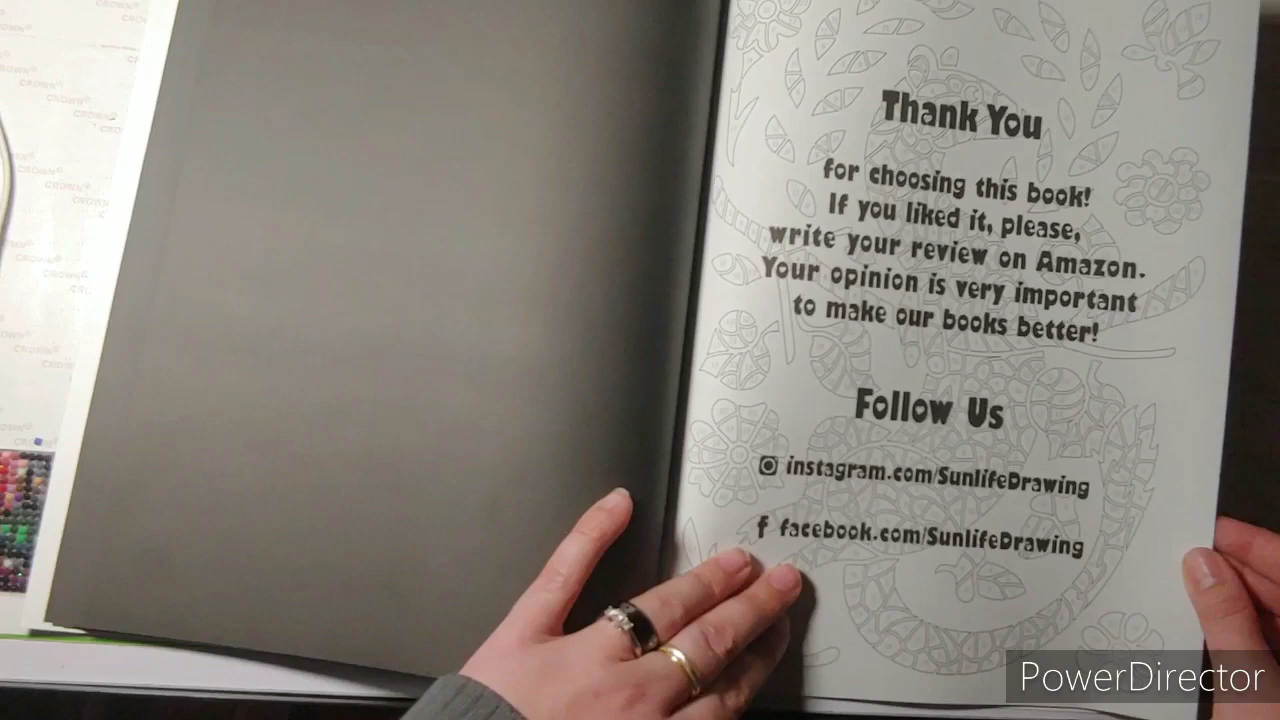 Thank You
for choosing this book!
If you liked it, please,
write your review on Amazon.
Your opinion is very important
to make our books better!
Follow Us
instagram.com/SunlifeDrawing
f facebook.com/SunlifeDrawing
PowerDirector
CROWN